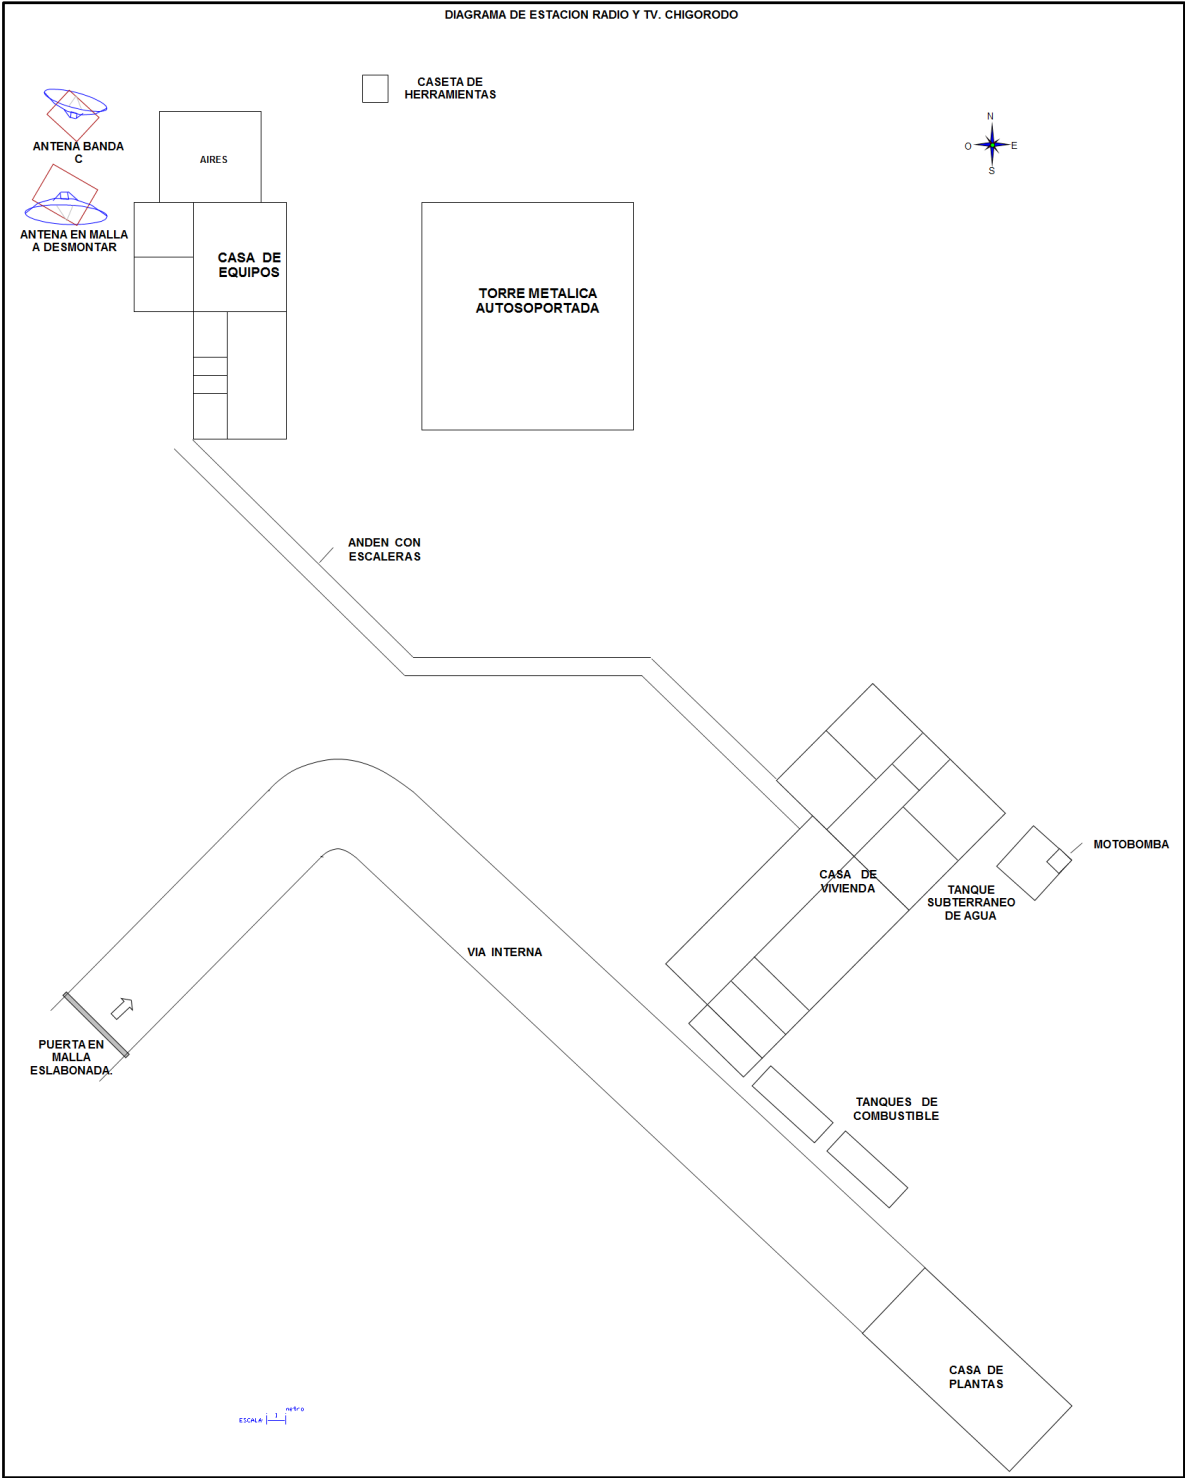 DIAGRAMA DE ESTACION RADIO Y TV. CHIGORODO
CASETA DE
HERRAMIENTAS
ANTENA BANDA
C
AIRES
N
O
E
S
ANTENA EN MALLA
A DESMONTAR
CASA DE
EQUIPOS
TORRE METALICA
AUTOSOPORTADA
ANDEN CON
ESCALERAS
MOTOBOMBA
CASA DE
VIVIENDA
TANQUE
SUBTERRANEO
DE AGUA
VIA INTERNA
PUERTA EN
MALLA
ESLABONADA.
TANQUES DE
COMBUSTIBLE
CASA DE
PLANTAS
ESCALA: 1 metro